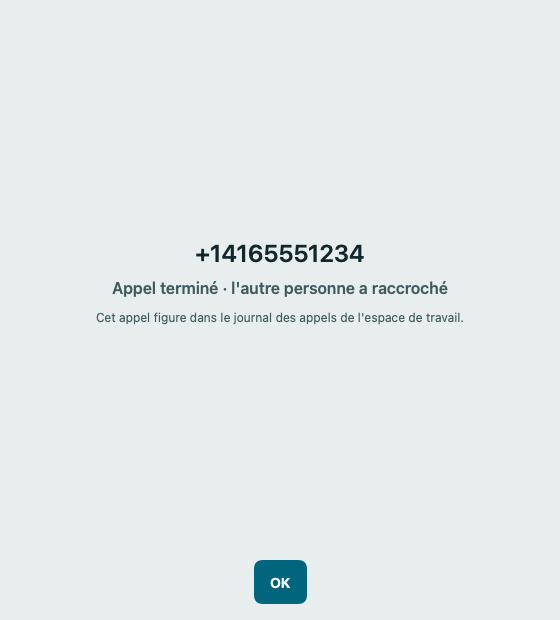 +14165551234
Appel terminé · l'autre personne a raccroché
Cet appel figure dans le journal des appels de l'espace de travail.
OK